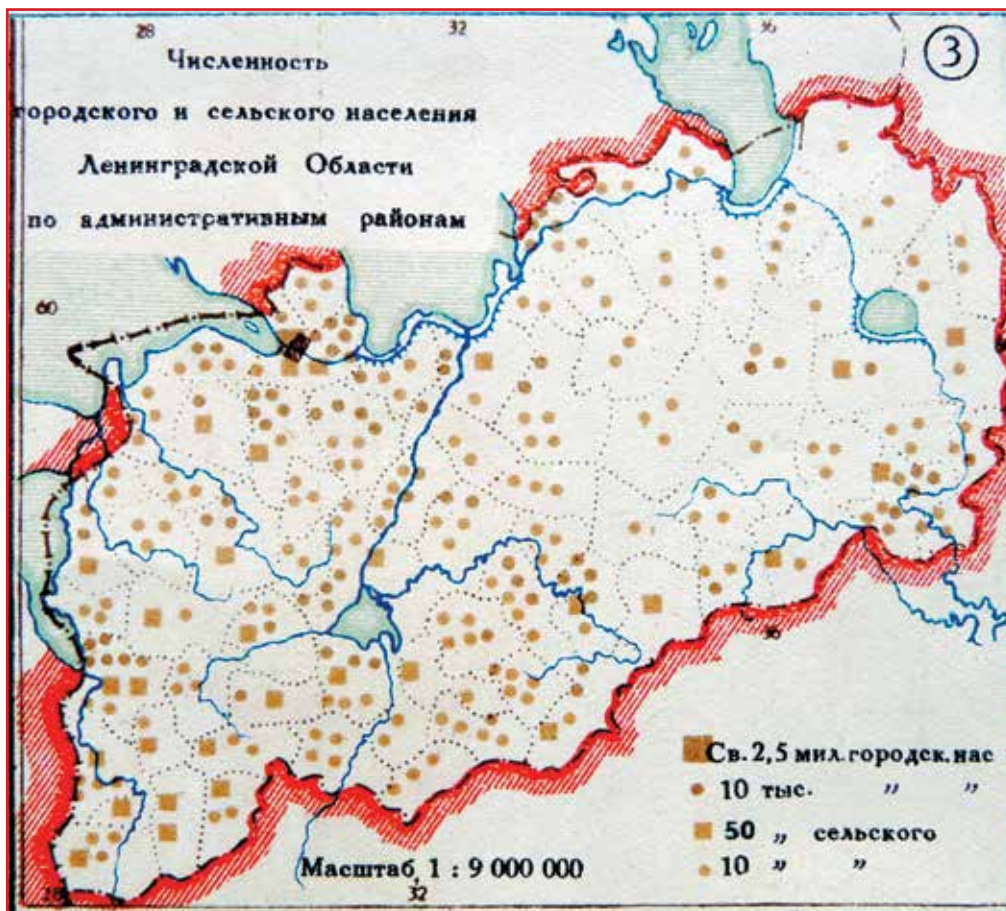 28 32 36
3
Численность
городского и сельского населения
Ленинградской Области
по административным районам
60
36
Св. 2,5 мил. городск. нас
10 тыс. " "
50 " сельского
10 " "
Масштаб, 1 : 9 000 000
28 32